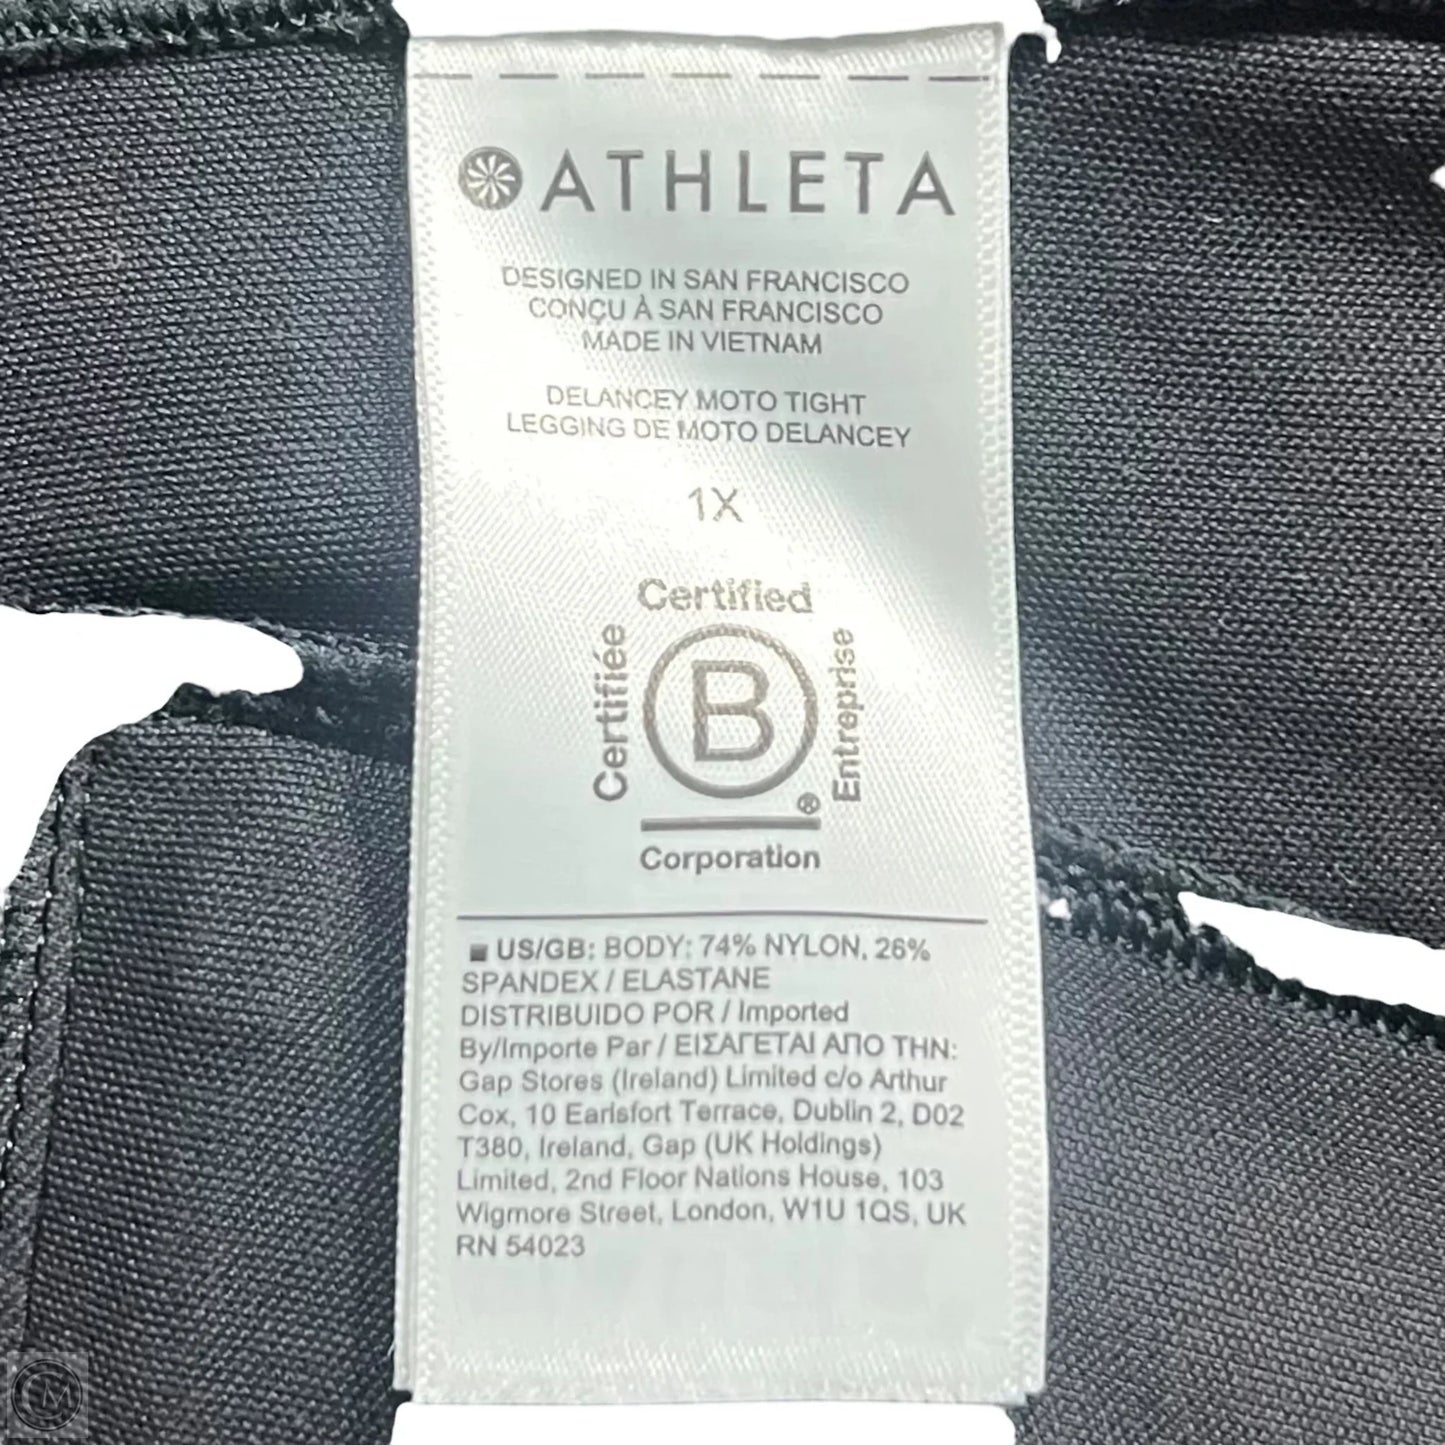 ATHLETA
DESIGNED IN SAN FRANCISCO
CONÇU À SAN FRANCISCO
MADE IN VIETNAM
DELANCEY MOTO TIGHT
LEGGING DE MOTO DELANCEY
1X
Certified
Certifiée
B
®
Entreprise
Corporation
■ US/GB: BODY: 74% NYLON, 26%
SPANDEX / ELASTANE
DISTRIBUIDO POR / Imported
By/Importe Par / ΕΙΣΑΓΕΤΑΙ ΑΠΟ ΤΗΝ:
Gap Stores (Ireland) Limited c/o Arthur
Cox, 10 Earlsfort Terrace, Dublin 2, D02
T380, Ireland, Gap (UK Holdings)
Limited, 2nd Floor Nations House, 103
Wigmore Street, London, W1U 1QS, UK
RN 54023
CM